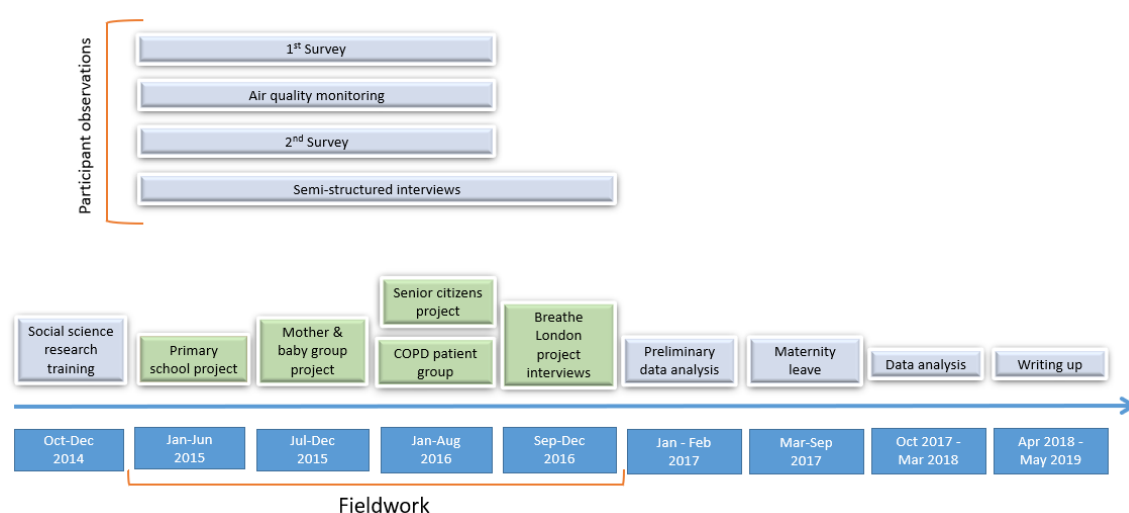 Participant observations
1st Survey
Air quality monitoring
2nd Survey
Semi-structured interviews
Social science
research
training
Primary
school project
Mother &
baby group
project
Senior citizens
project
COPD patient
group
Breathe
London
project
interviews
Preliminary
data analysis
Maternity
leave
Data analysis
Writing up
Oct-Dec
2014
Jan-Jun
2015
Jul-Dec
2015
Jan-Aug
2016
Sep-Dec
2016
Jan - Feb
2017
Mar-Sep
2017
Oct 2017 -
Mar 2018
Apr 2018 -
May 2019
Fieldwork